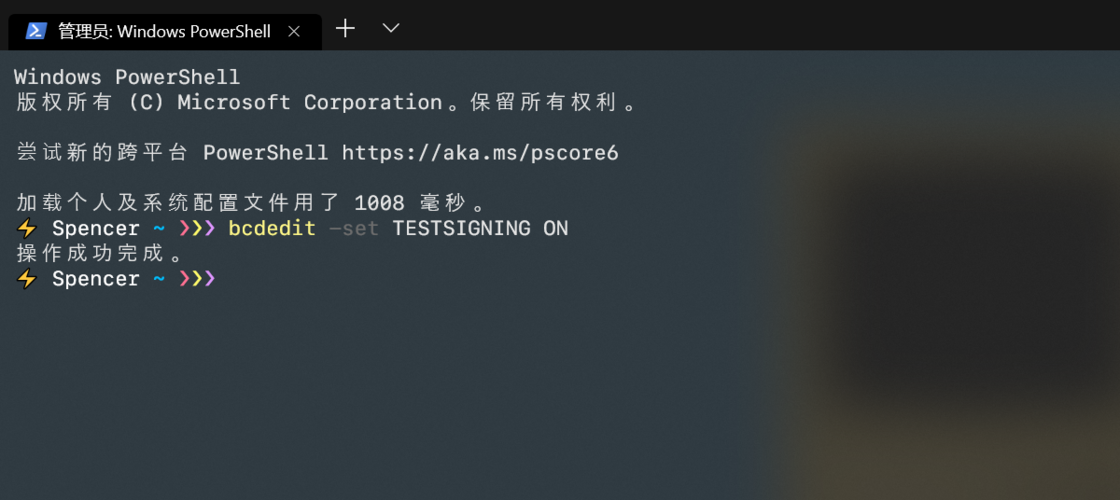 管理员: Windows PowerShell
Windows PowerShell
版权所有 (C) Microsoft Corporation。保留所有权利。
尝试新的跨平台 PowerShell https://aka.ms/pscore6
加载个人及系统配置文件用了 1008 毫秒。
⚡ Spencer ~ ❯❯❯ bcdedit -set TESTSIGNING ON
操作成功完成。
⚡ Spencer ~ ❯❯❯